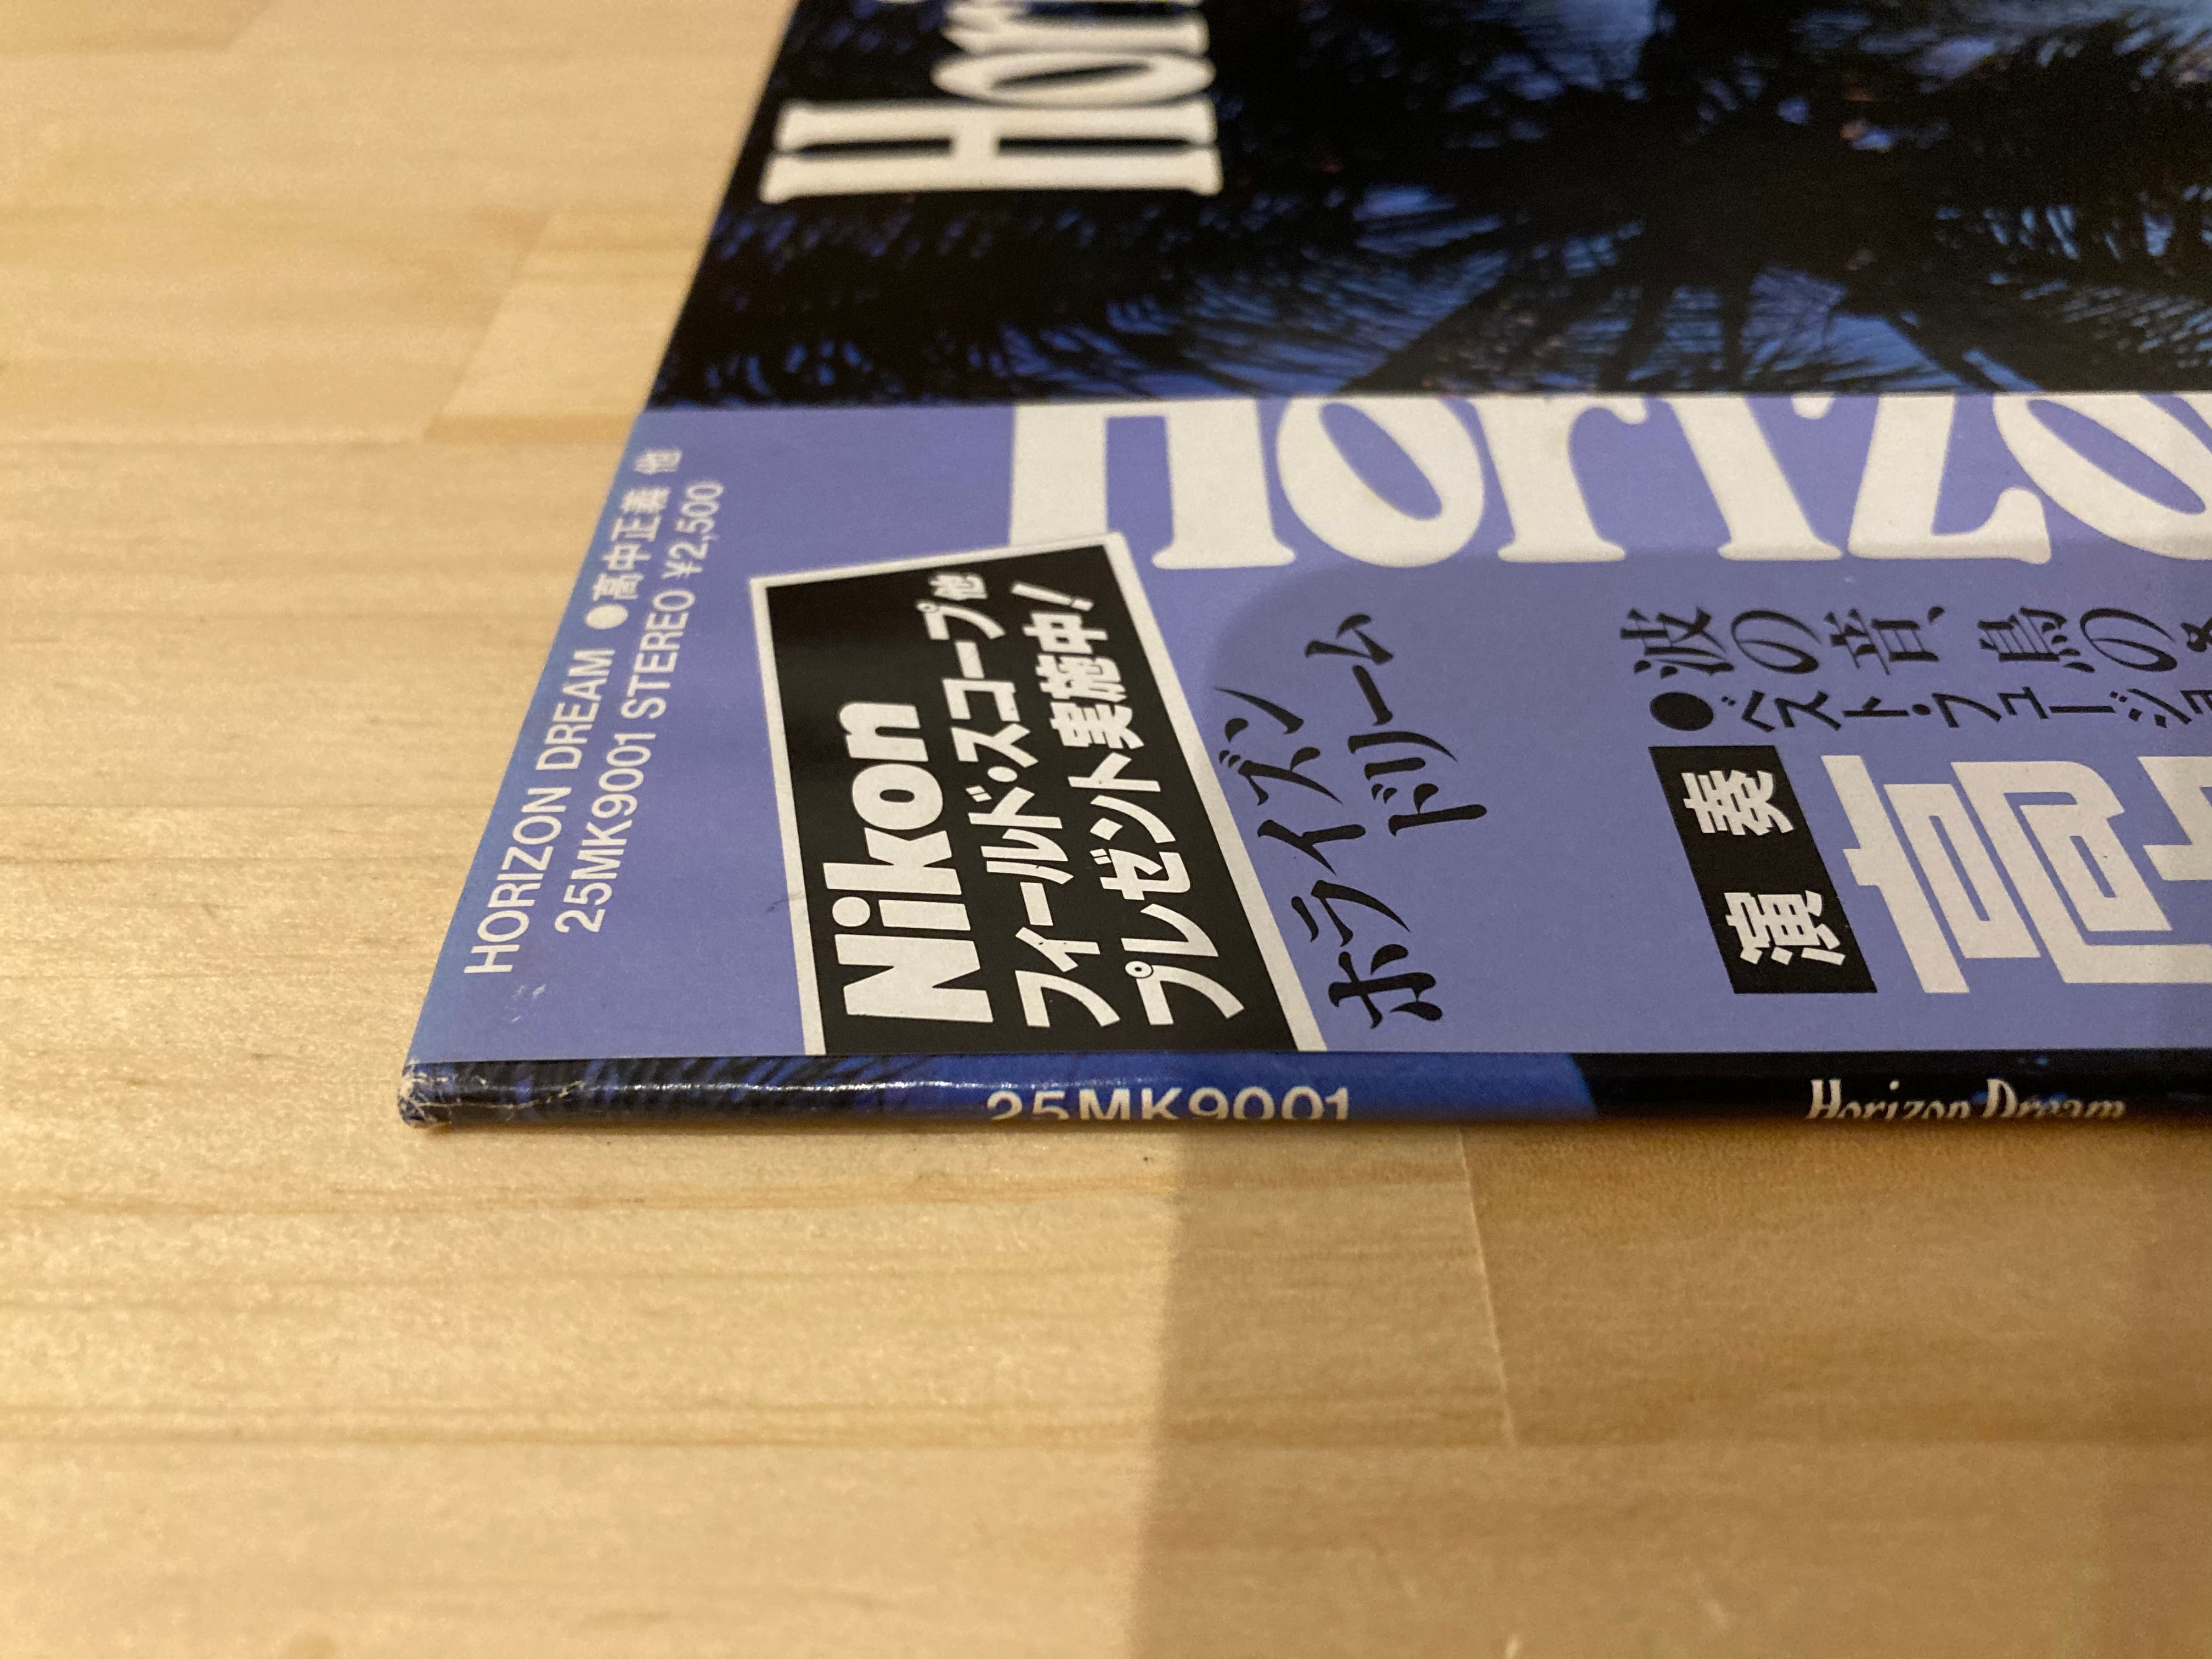 Hori
HORIZON DREAM ●高中正義 他
25MK9001 STEREO ¥2,500
Horizo
Nikon
フィールド・スコープ他
プレゼント実施中!
ホライズン
ドリーム
●波の音、鳥の
ベスト・フュージョ
演奏
高
25MK9001
Horizon Dream